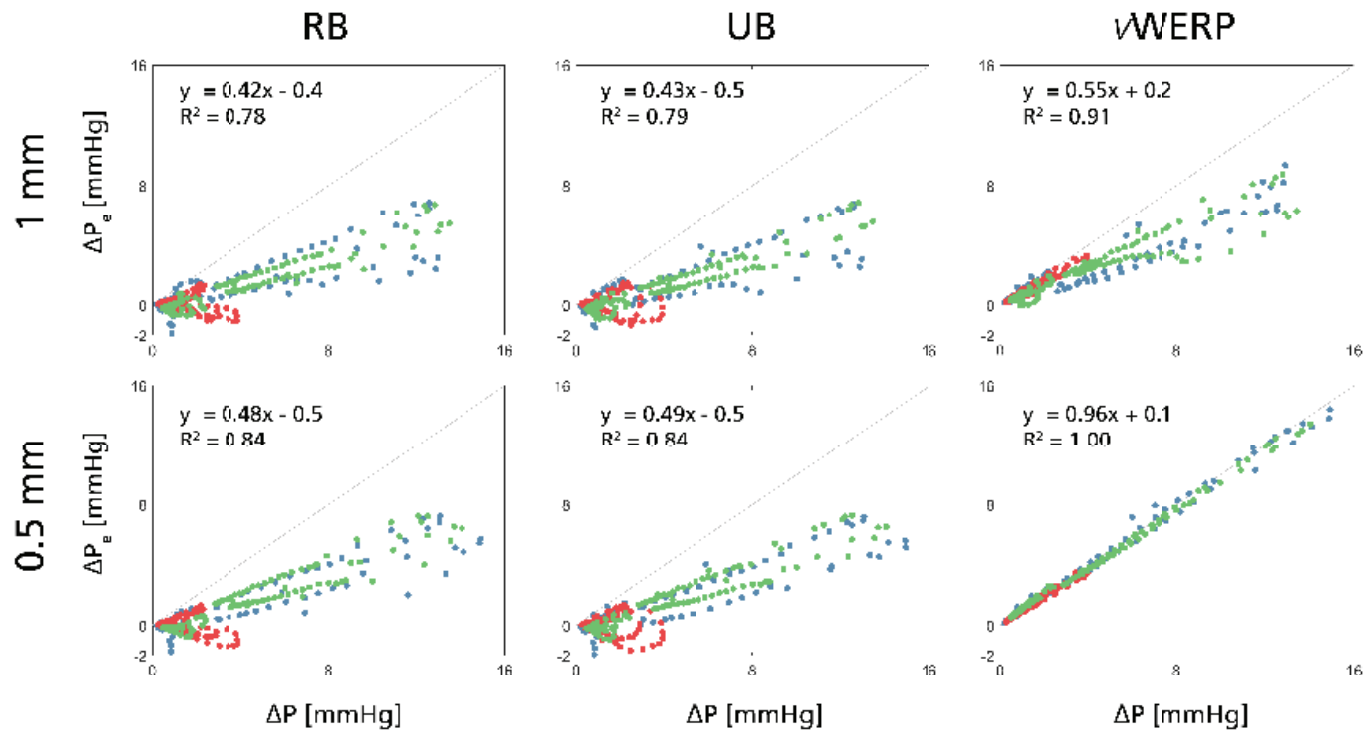 RB UB νWERP
1 mm
ΔPₑ [mmHg]
16 16 16
y = 0.42x - 0.4 y = 0.43x - 0.5 y = 0.55x + 0.2
R² = 0.78 R² = 0.79 R² = 0.91
8 8 8
0 0 0
-2 -2 -2
0 8 16 0 8 16 0 8 16
0.5 mm
ΔPₑ [mmHg]
16 16 16
y = 0.48x - 0.5 y = 0.49x - 0.5 y = 0.96x + 0.1
R² = 0.84 R² = 0.84 R² = 1.00
8 8 8
0 0 0
-2 -2 -2
0 8 16 0 8 16 0 8 16
ΔP [mmHg] ΔP [mmHg] ΔP [mmHg]